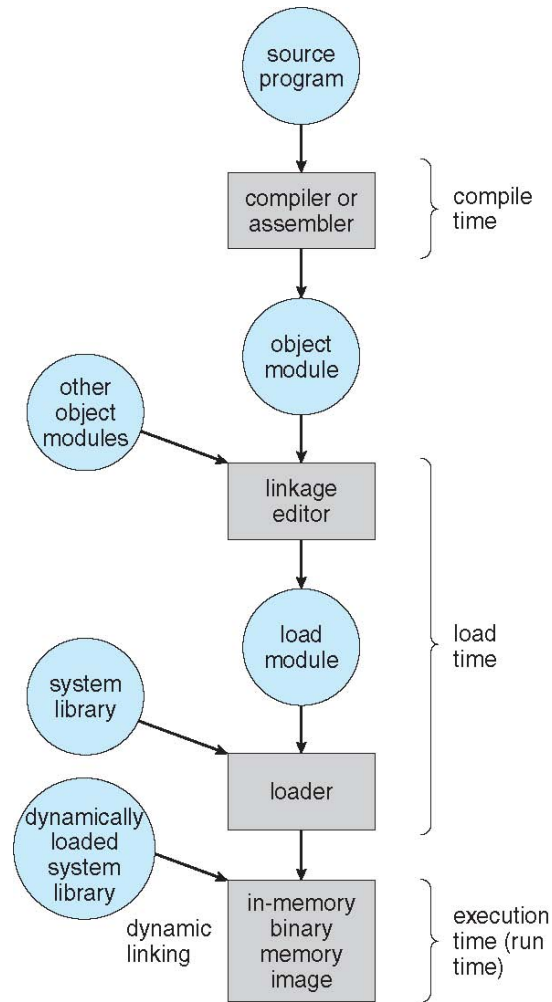 source
program
compiler or
assembler
compile
time
object
module
other
object
modules
linkage
editor
load
module
load
time
system
library
loader
dynamically
loaded
system
library
dynamic
linking
in-memory
binary
memory
image
execution
time (run
time)